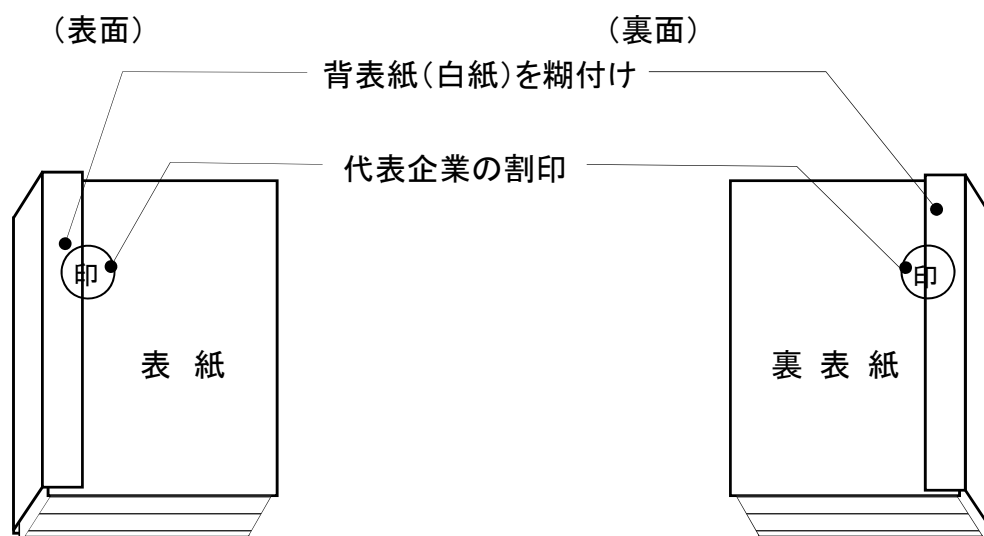 （表面）
（裏面）
背表紙（白紙）を糊付け
代表企業の割印
印
印
表 紙
裏 表 紙